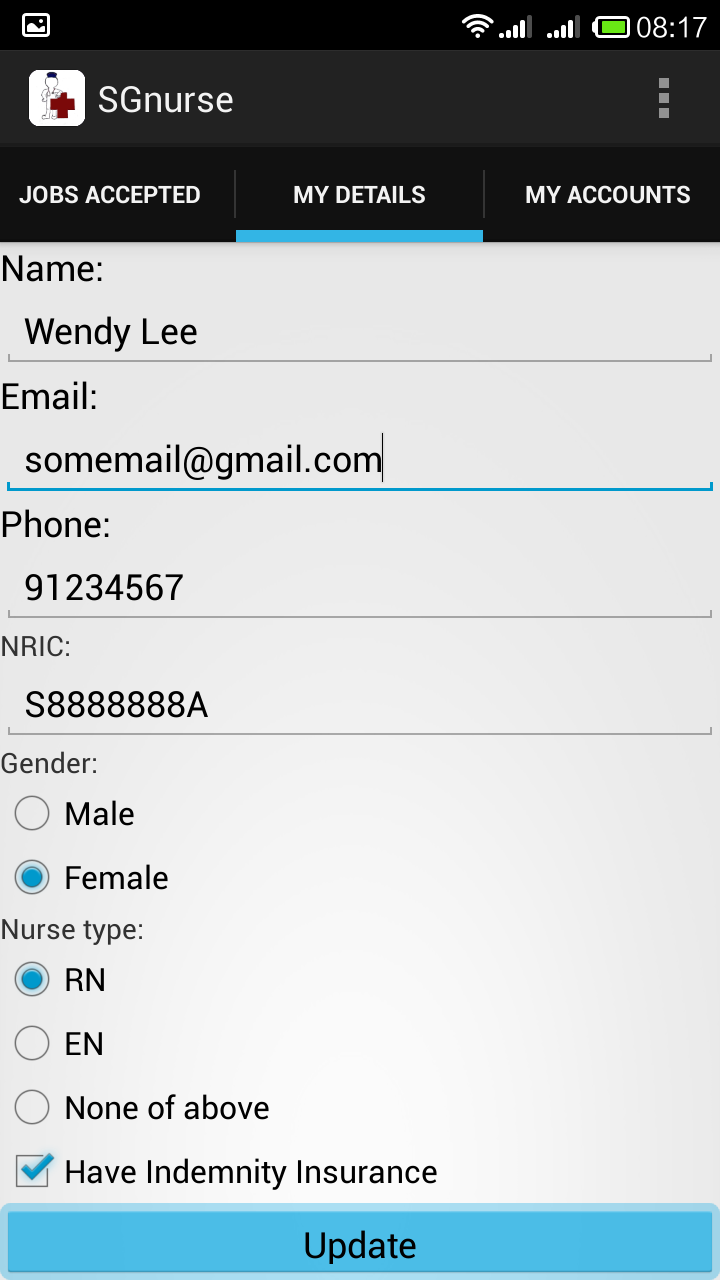 08:17
SGnurse
JOBS ACCEPTED MY DETAILS MY ACCOUNTS
Name:
Wendy Lee
Email:
somemail@gmail.com
Phone:
91234567
NRIC:
S8888888A
Gender:
Male
Female
Nurse type:
RN
EN
None of above
Have Indemnity Insurance
Update